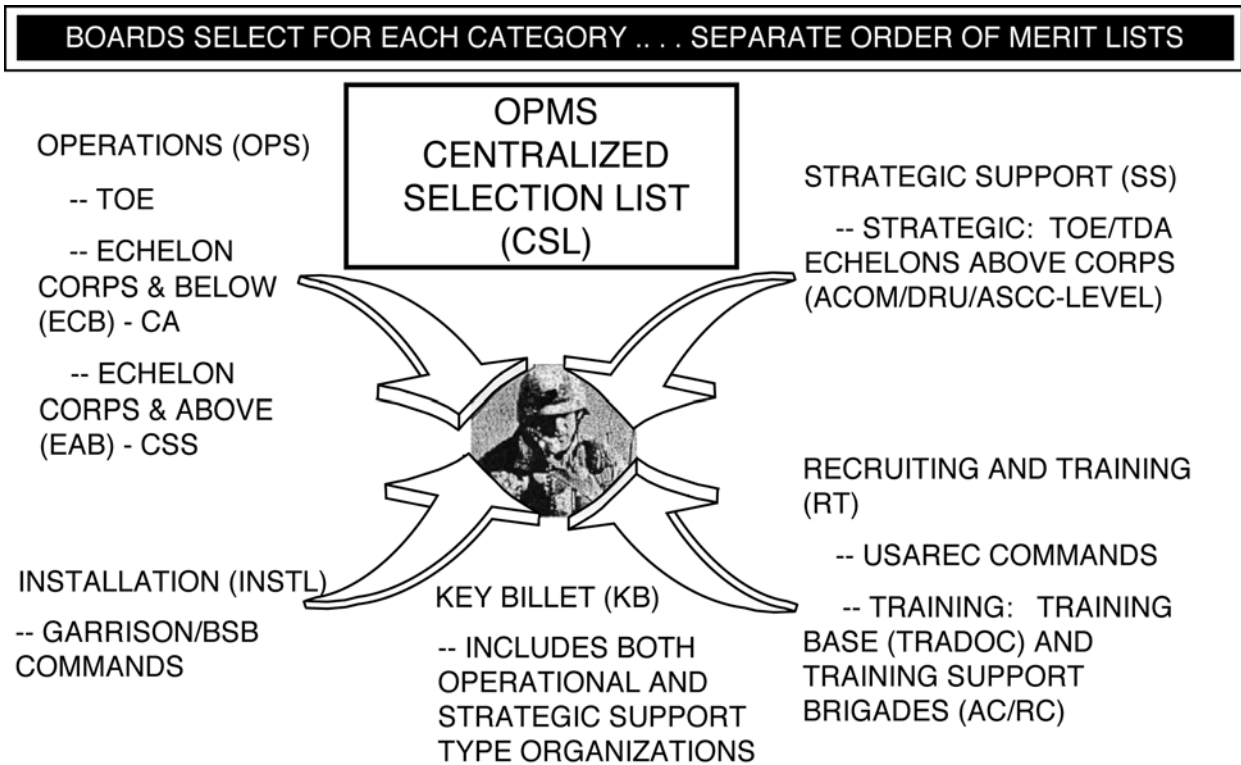 BOARDS SELECT FOR EACH CATEGORY .. . . SEPARATE ORDER OF MERIT LISTS
OPMS
CENTRALIZED
SELECTION LIST
(CSL)
OPERATIONS (OPS)
-- TOE
-- ECHELON
CORPS & BELOW
(ECB) - CA
-- ECHELON
CORPS & ABOVE
(EAB) - CSS
STRATEGIC SUPPORT (SS)
-- STRATEGIC: TOE/TDA
ECHELONS ABOVE CORPS
(ACOM/DRU/ASCC-LEVEL)
INSTALLATION (INSTL)
-- GARRISON/BSB
COMMANDS
KEY BILLET (KB)
-- INCLUDES BOTH
OPERATIONAL AND
STRATEGIC SUPPORT
TYPE ORGANIZATIONS
RECRUITING AND TRAINING
(RT)
-- USAREC COMMANDS
-- TRAINING: TRAINING
BASE (TRADOC) AND
TRAINING SUPPORT
BRIGADES (AC/RC)